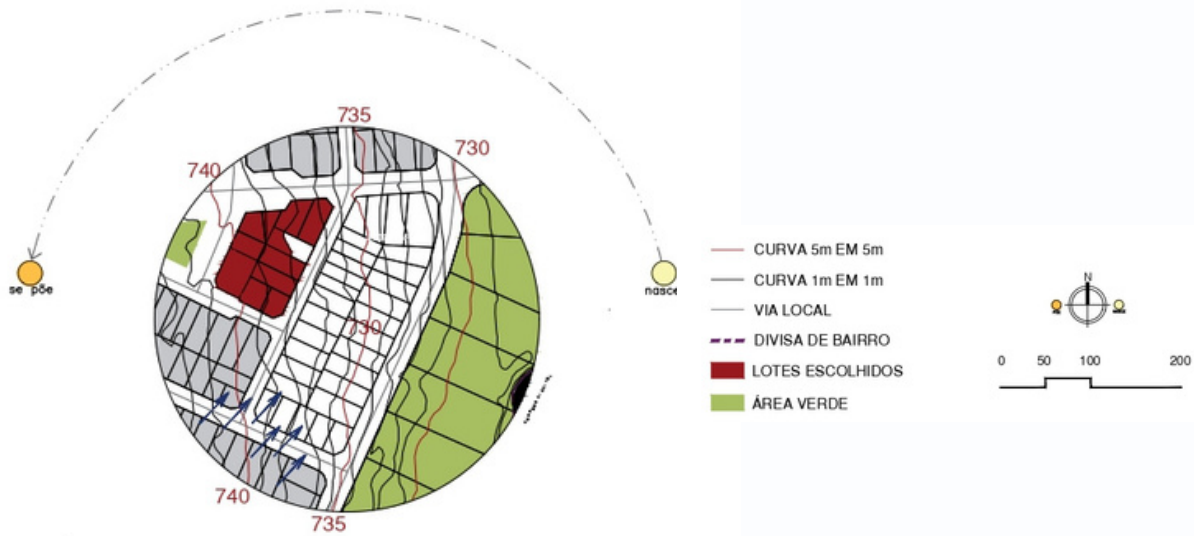 735
730
740
se põe
nasce
730
740
735
CURVA 5m EM 5m
CURVA 1m EM 1m
VIA LOCAL
DIVISA DE BAIRRO
LOTES ESCOLHIDOS
ÁREA VERDE
N
0 50 100 200